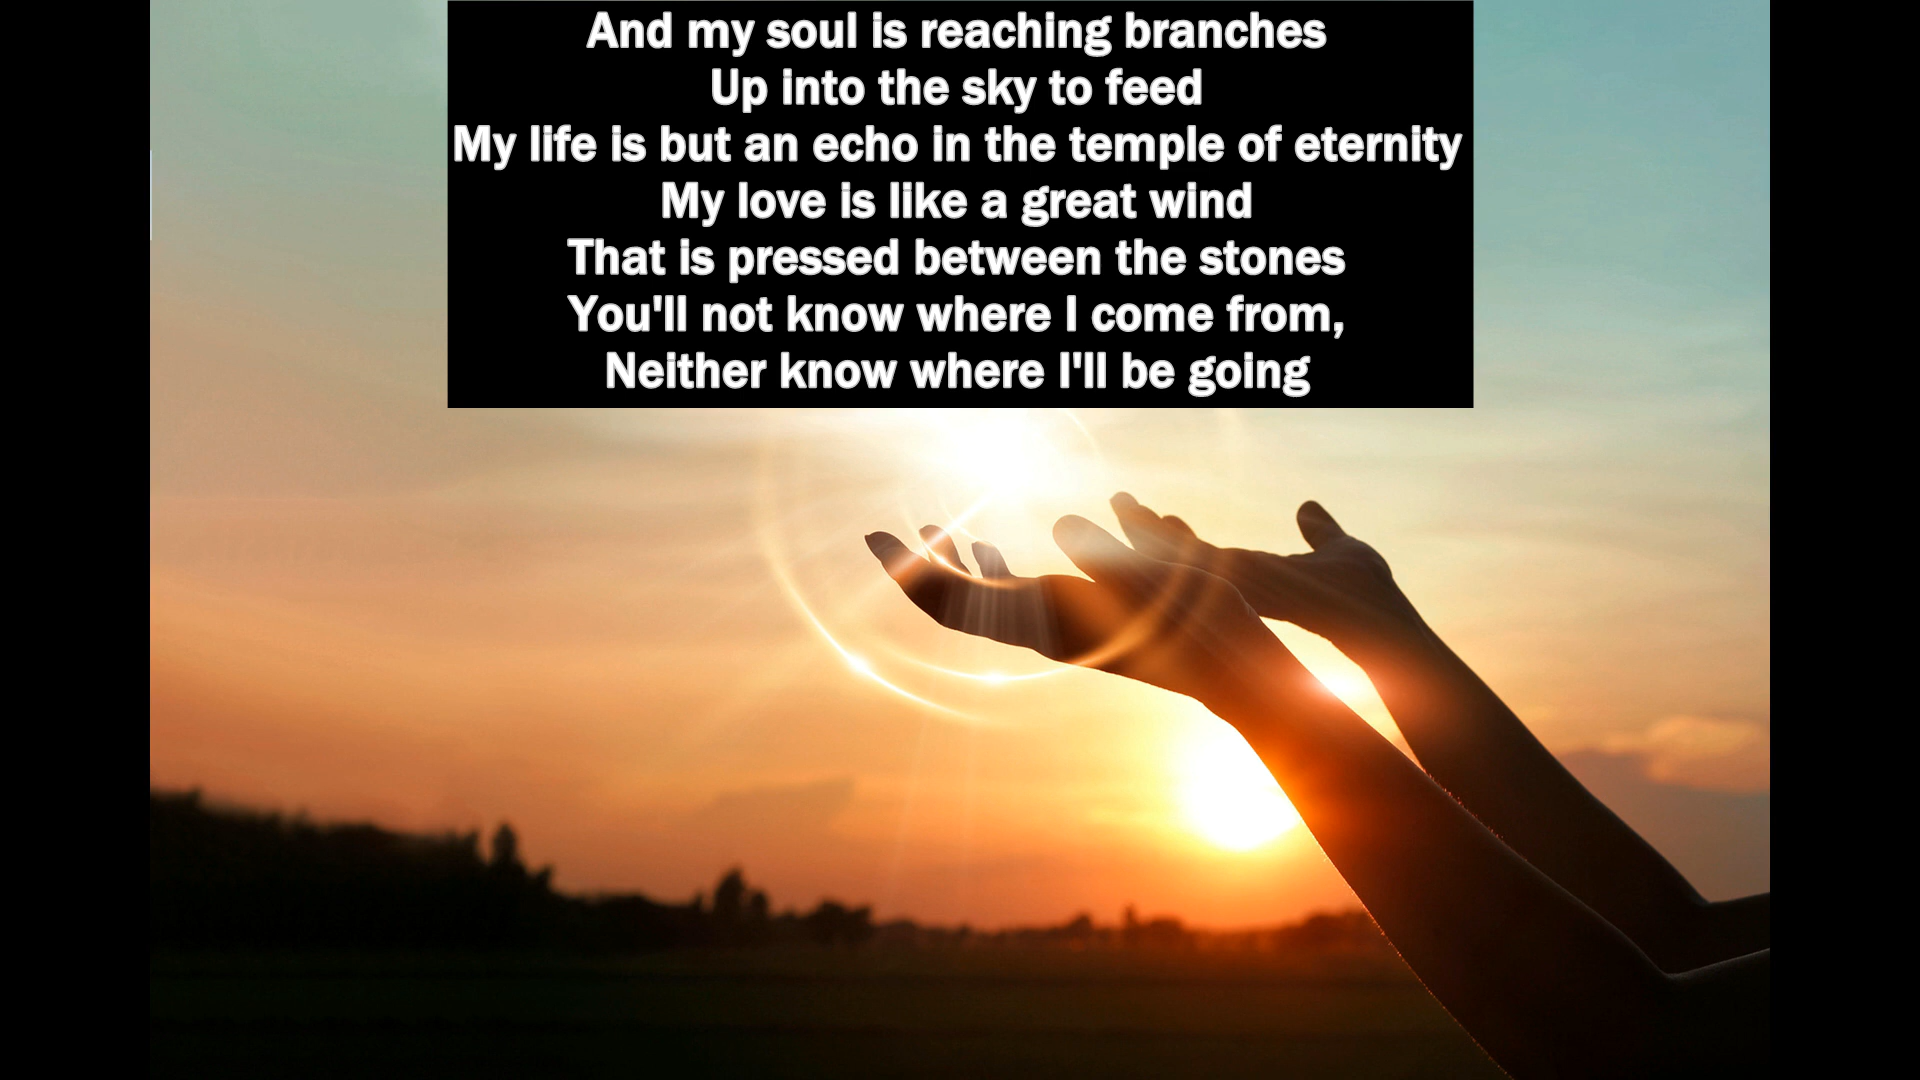 And my soul is reaching branches
Up into the sky to feed
My life is but an echo in the temple of eternity
My love is like a great wind
That is pressed between the stones
You'll not know where I come from,
Neither know where I'll be going